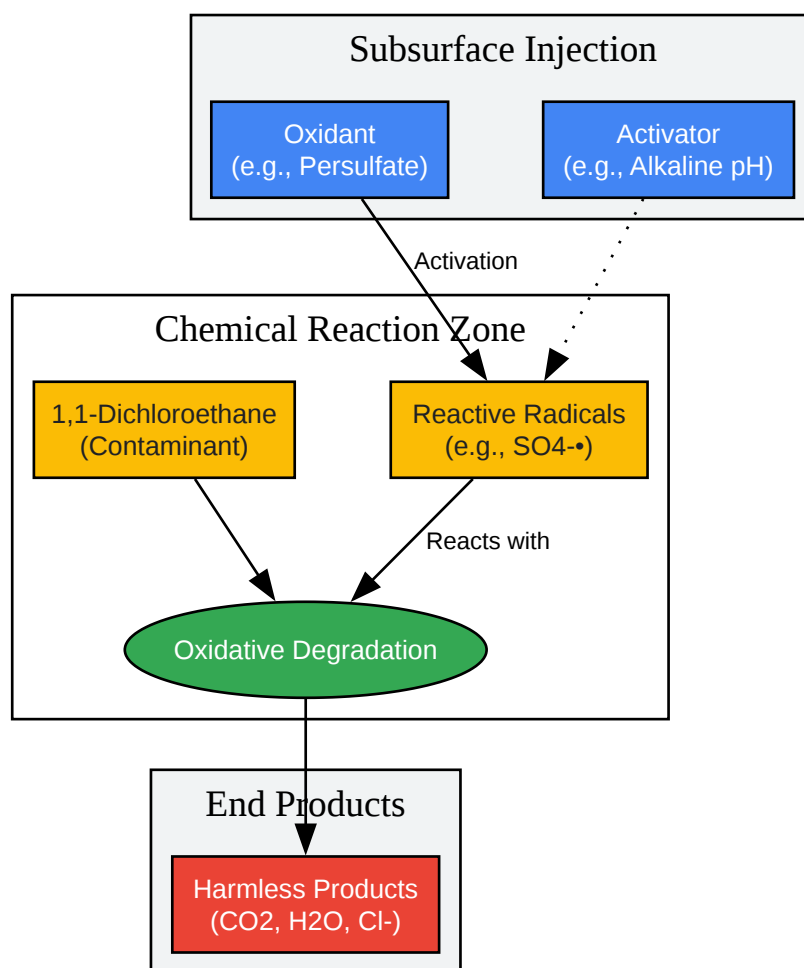 Subsurface Injection
Oxidant
(e.g., Persulfate)
Activator
(e.g., Alkaline pH)
Activation
Chemical Reaction Zone
1,1-Dichloroethane
(Contaminant)
Reactive Radicals
(e.g., SO4-•)
Reacts with
Oxidative Degradation
End Products
Harmless Products
(CO2, H2O, Cl-)